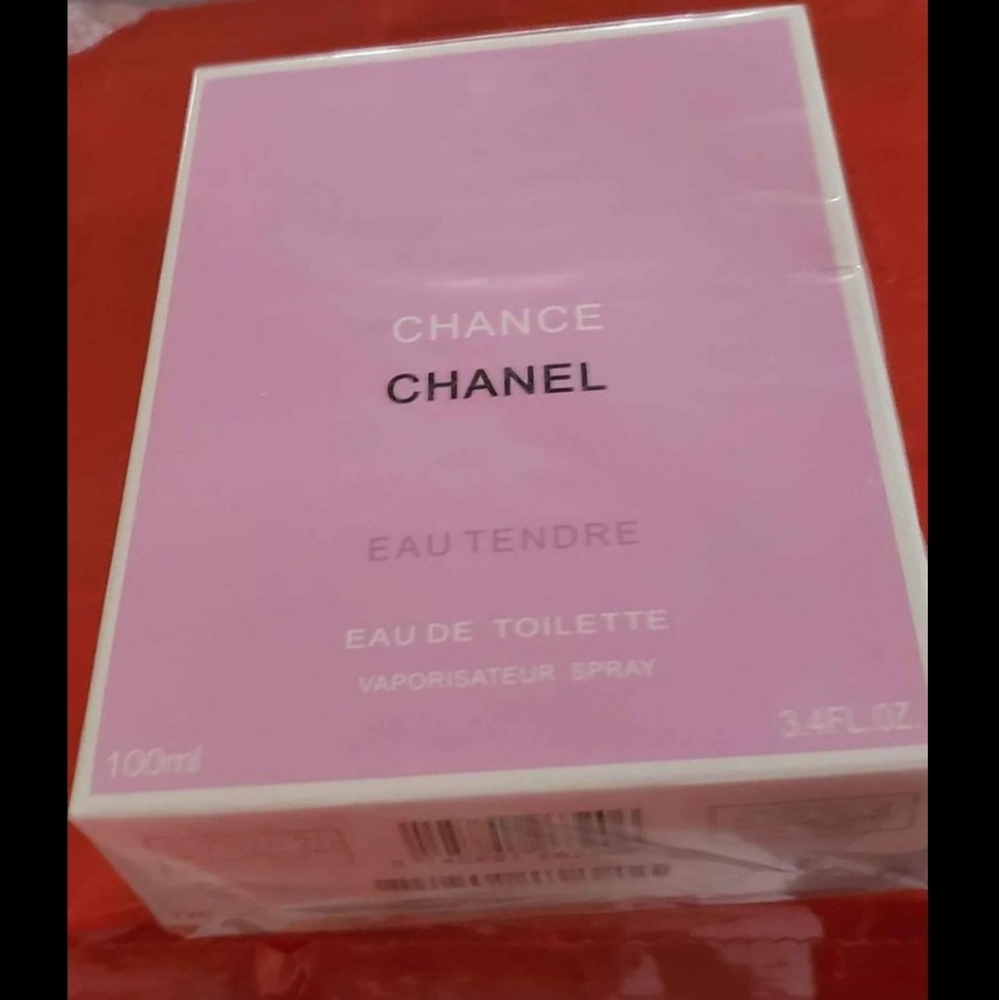 CHANCE
CHANEL
EAU TENDRE
EAU DE TOILETTE
VAPORISATEUR SPRAY
3.4FL.OZ.
100ml